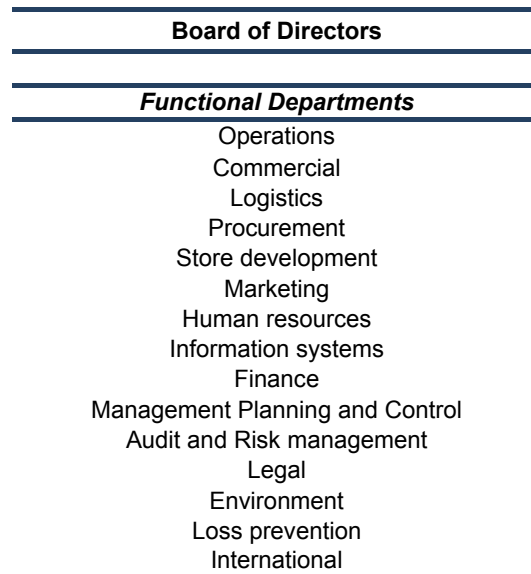 Board of Directors
Functional Departments
Operations
Commercial
Logistics
Procurement
Store development
Marketing
Human resources
Information systems
Finance
Management Planning and Control
Audit and Risk management
Legal
Environment
Loss prevention
International